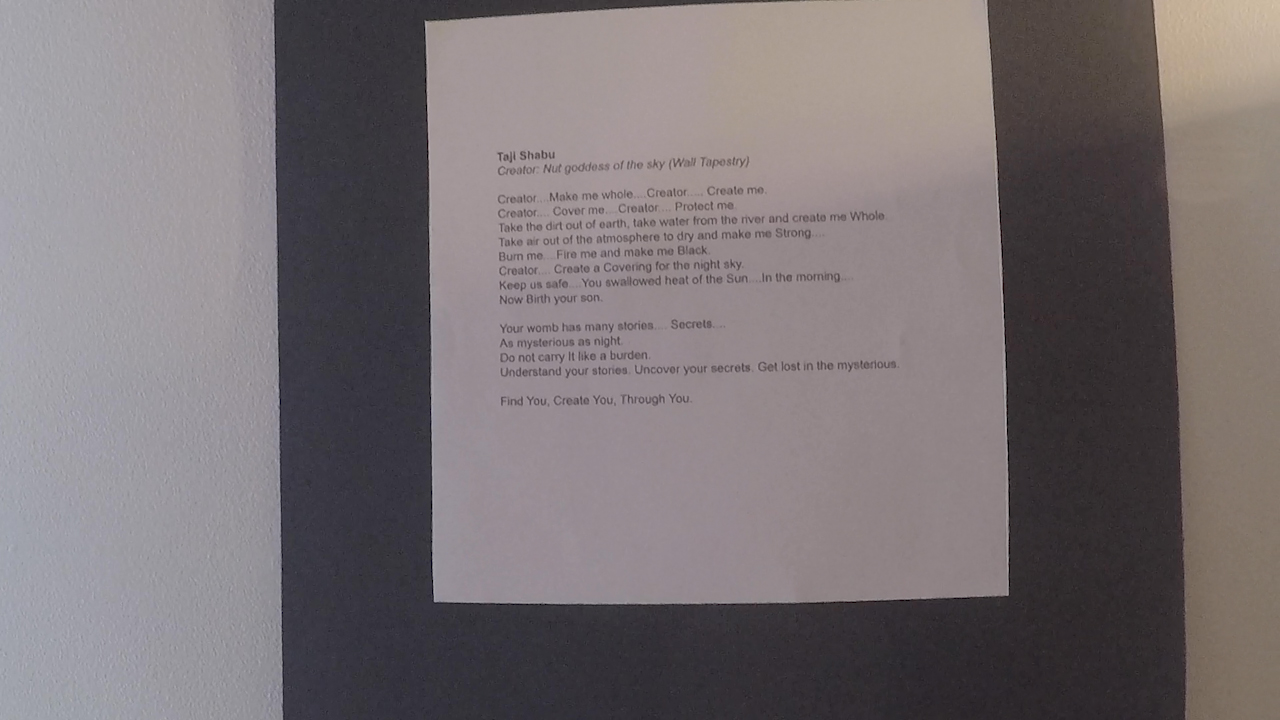 Taji Shabu
Creator: Nut goddess of the sky (Wall Tapestry)
Creator....Make me whole....Creator..... Create me.
Creator.... Cover me....Creator.... Protect me.
Take the dirt out of earth, take water from the river and create me Whole.
Take air out of the atmosphere to dry and make me Strong....
Burn me....Fire me and make me Black.
Creator.... Create a Covering for the night sky.
Keep us safe....You swallowed heat of the Sun....In the morning....
Now Birth your son.
Your womb has many stories.... Secrets....
As mysterious as night.
Do not carry It like a burden.
Understand your stories. Uncover your secrets. Get lost in the mysterious.
Find You, Create You, Through You.